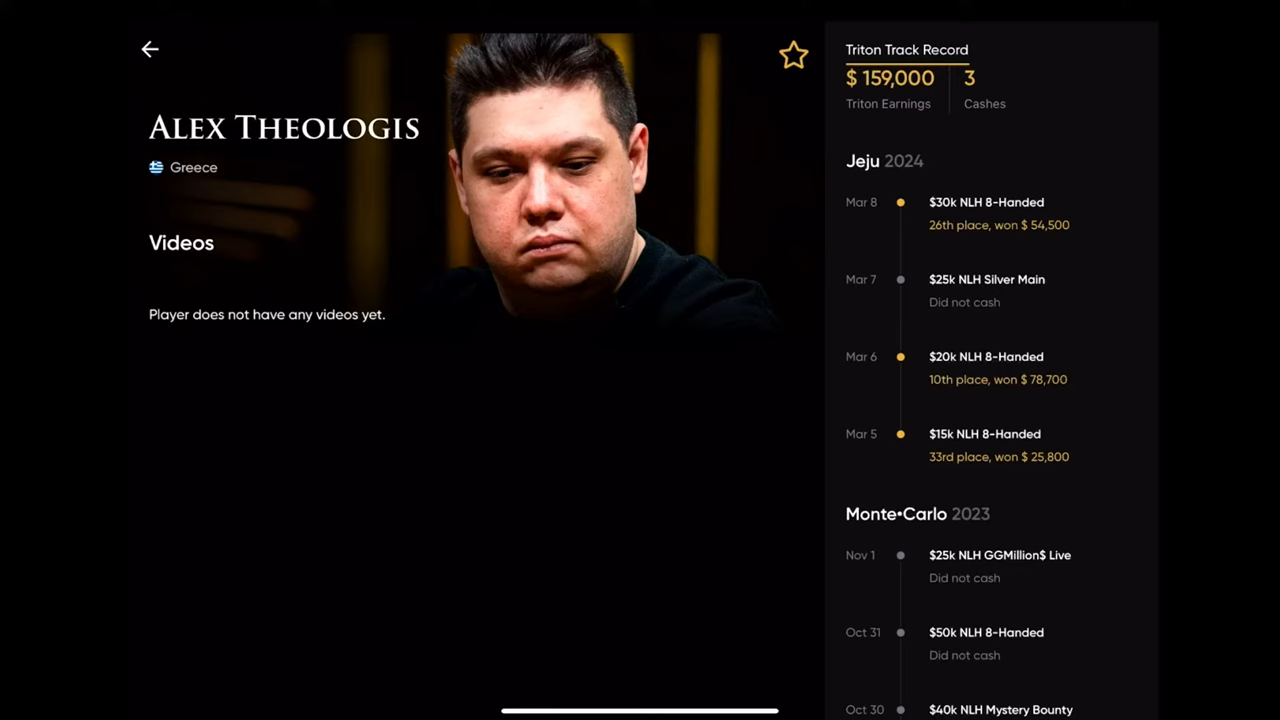 ALEX THEOLOGIS
Greece
Videos
Player does not have any videos yet.
Triton Track Record
$ 159,000 3
Triton Earnings Cashes
Jeju 2024
Mar 8 $30k NLH 8-Handed
26th place, won $ 54,500
Mar 7 $25k NLH Silver Main
Did not cash
Mar 6 $20k NLH 8-Handed
10th place, won $ 78,700
Mar 5 $15k NLH 8-Handed
33rd place, won $ 25,800
Monte•Carlo 2023
Nov 1 $25k NLH GGMillion$ Live
Did not cash
Oct 31 $50k NLH 8-Handed
Did not cash
Oct 30 $40k NLH Mystery Bounty